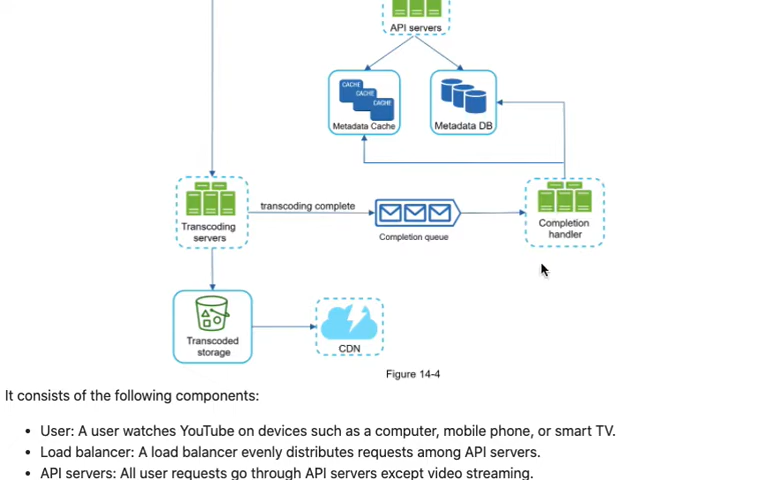 API servers
CACHE
CACHE
CACHE
Metadata Cache
Metadata DB
transcoding complete
Transcoding
servers
Completion queue
Completion
handler
Transcoded
storage
CDN
Figure 14-4
It consists of the following components:
• User: A user watches YouTube on devices such as a computer, mobile phone, or smart TV.
• Load balancer: A load balancer evenly distributes requests among API servers.
• API servers: All user requests go through API servers except video streaming.